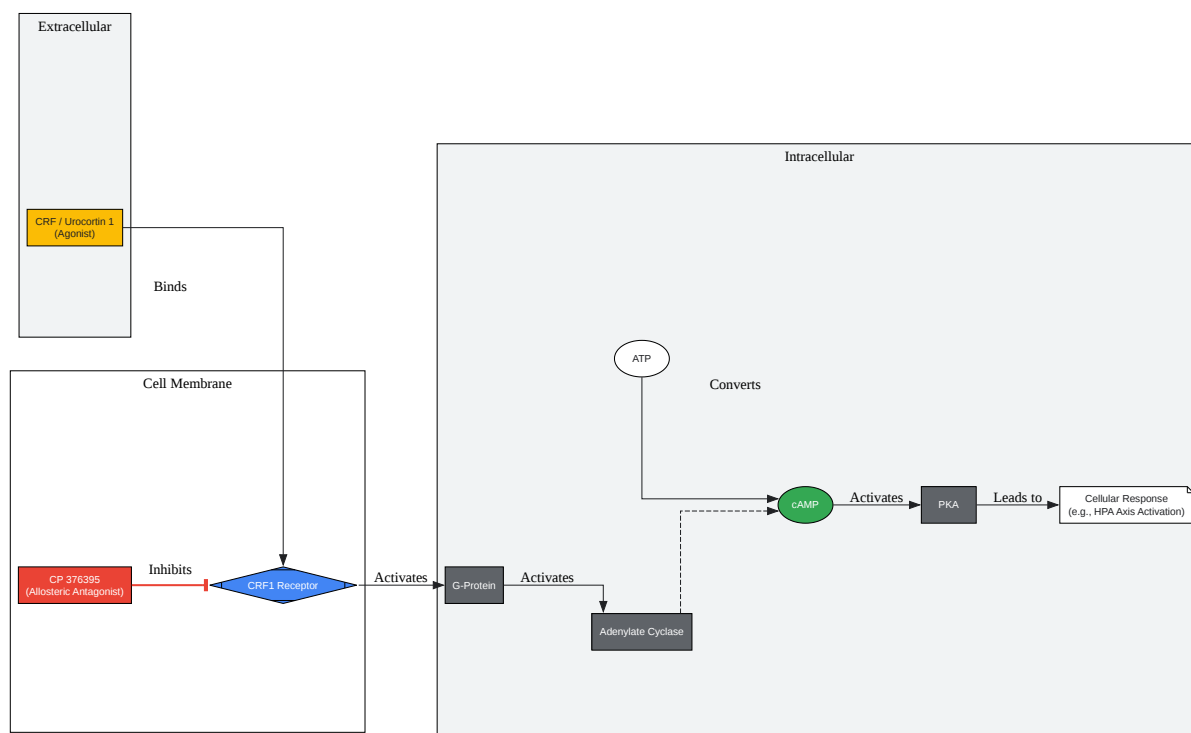 Extracellular
CRF / Urocortin 1
(Agonist)
Binds
Cell Membrane
CP 376395
(Allosteric Antagonist)
Inhibits
CRF1 Receptor
Activates
Intracellular
G-Protein
Activates
Adenylate Cyclase
ATP
Converts
cAMP
Activates
PKA
Leads to
Cellular Response
(e.g., HPA Axis Activation)